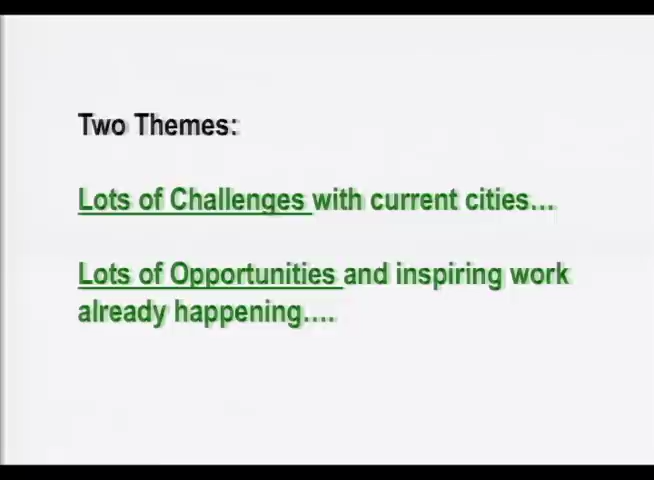 Two Themes:
Lots of Challenges with current cities...
Lots of Opportunities and inspiring work
already happening....